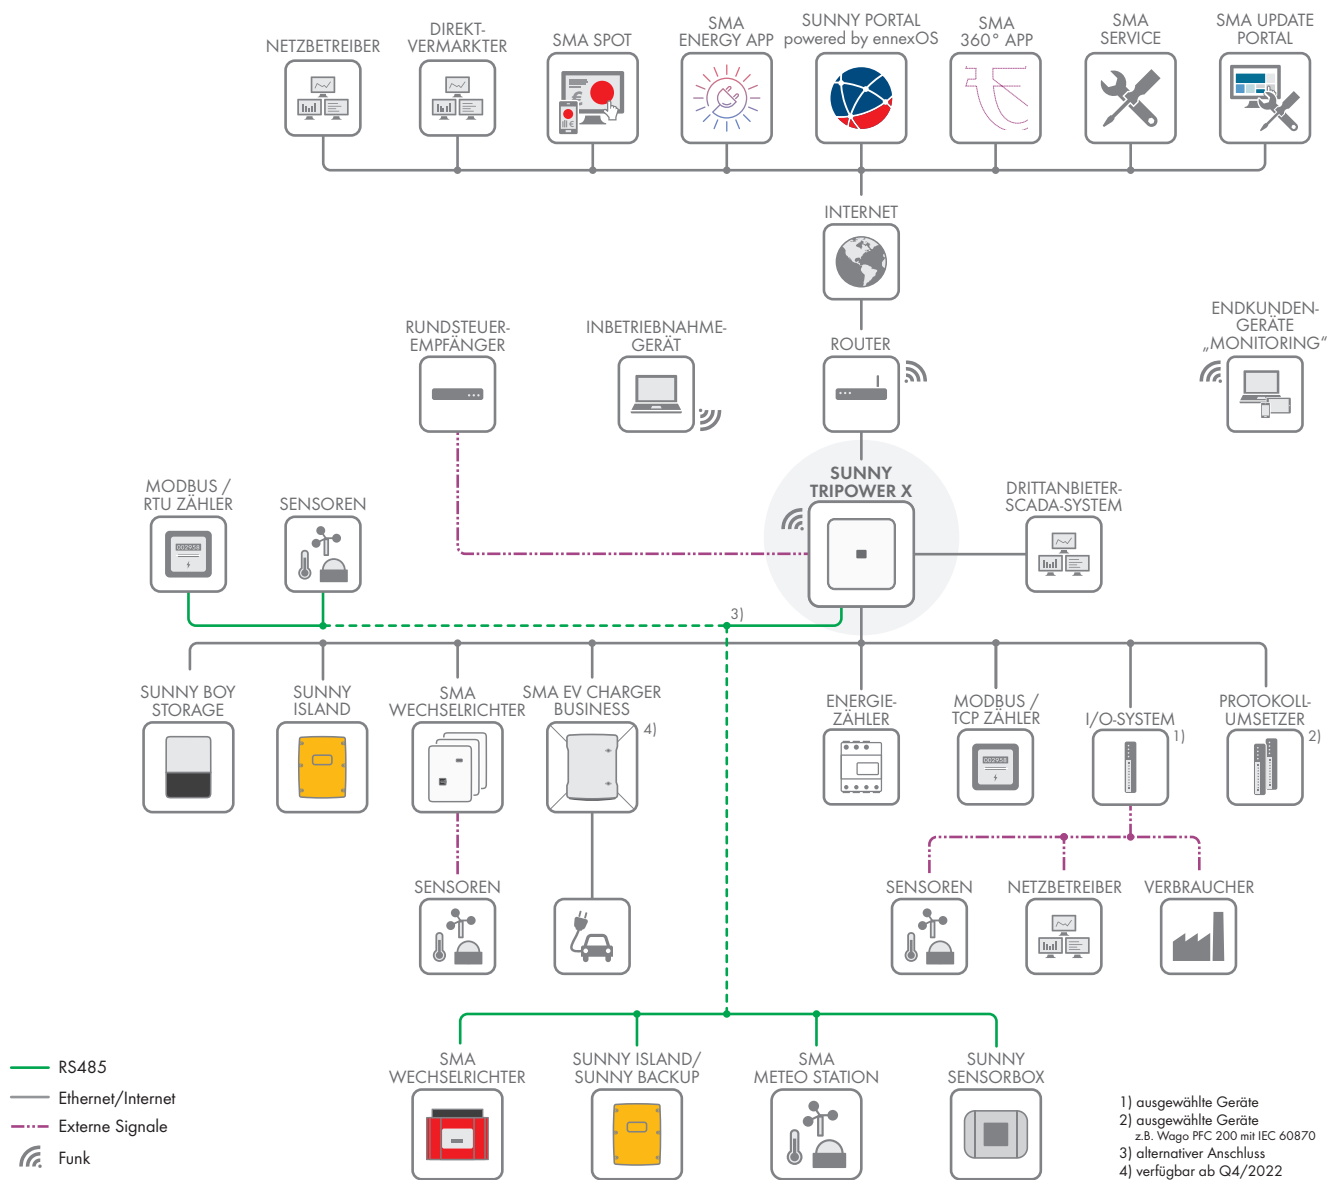 NETZBETREIBER
DIREKT-
VERMARKTER
SMA SPOT
SMA
ENERGY APP
SUNNY PORTAL
powered by ennexOS
SMA
360° APP
SMA
SERVICE
SMA UPDATE
PORTAL
INTERNET
RUNDSTEUER-
EMPFÄNGER
INBETRIEBNAHME-
GERÄT
ROUTER
ENDKUNDEN-
GERÄTE
„MONITORING“
MODBUS /
RTU ZÄHLER
002958
SENSOREN
SUNNY
TRIPOWER X
DRITTANBIETER-
SCADA-SYSTEM
3)
SUNNY BOY
STORAGE
SUNNY
ISLAND
SMA
WECHSELRICHTER
SMA EV CHARGER
BUSINESS
4)
ENERGIE-
ZÄHLER
MODBUS /
TCP ZÄHLER
002958
I/O-SYSTEM
1)
PROTOKOLL-
UMSETZER
2)
SENSOREN
SENSOREN
NETZBETREIBER
VERBRAUCHER
SMA
WECHSELRICHTER
SUNNY ISLAND/
SUNNY BACKUP
SMA
METEO STATION
SUNNY
SENSORBOX
RS485
Ethernet/Internet
Externe Signale
Funk
1) ausgewählte Geräte
2) ausgewählte Geräte
z.B. Wago PFC 200 mit IEC 60870
3) alternativer Anschluss
4) verfügbar ab Q4/2022